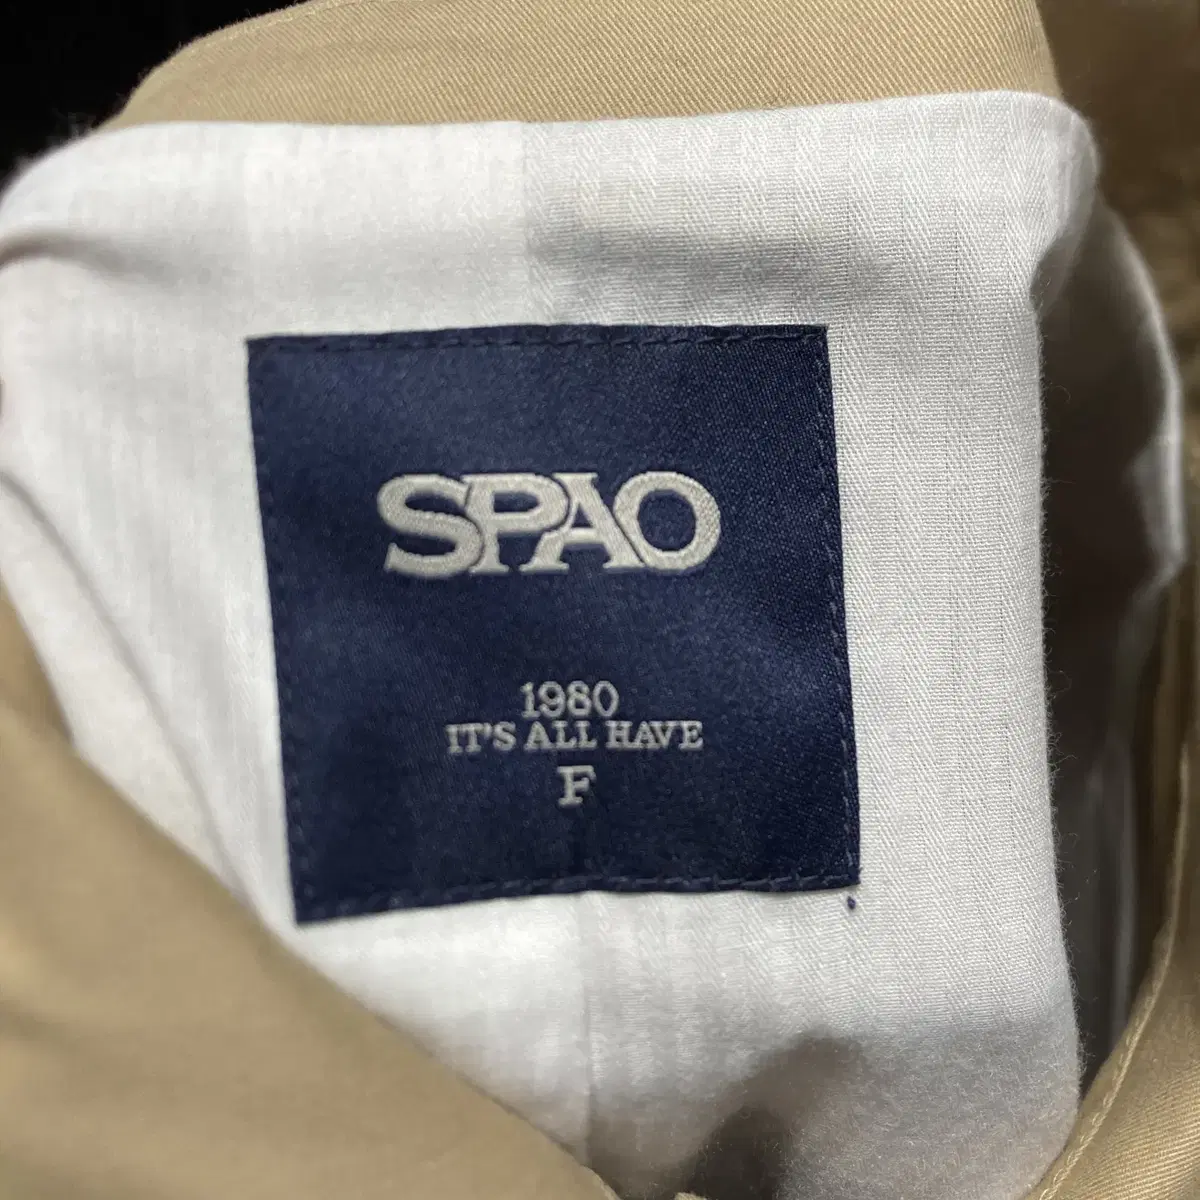 SPAO
1980
IT'S ALL HAVE
F